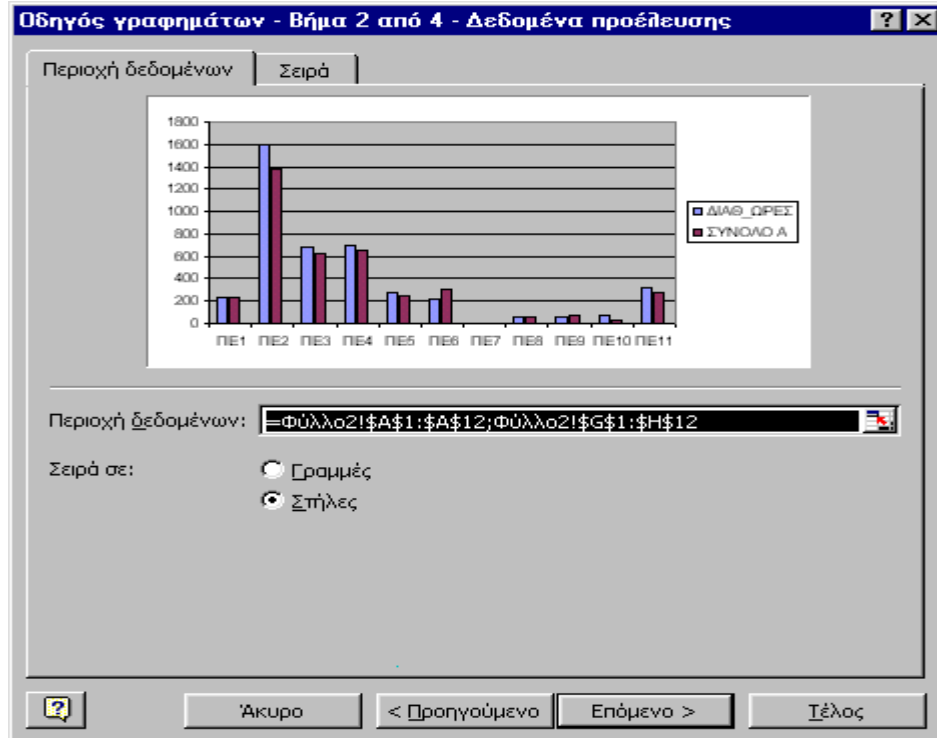 Οδηγός γραφημάτων - Βήμα 2 από 4 - Δεδομένα προέλευσης
Περιοχή δεδομένων Σειρά
1800
1600
1400
1200
1000
800
600
400
200
0
ΠΕ1 ΠΕ2 ΠΕ3 ΠΕ4 ΠΕ5 ΠΕ6 ΠΕ7 ΠΕ8 ΠΕ9 ΠΕ10 ΠΕ11
ΔΙΑΘ_ΩΡΕΣ
ΣΥΝΟΛΟ Α
Περιοχή δεδομένων: =Φύλλο2!$A$1:$A$12;Φύλλο2!$G$1:$H$12
Σειρά σε: Γραμμές
Στήλες
Άκυρο < Προηγούμενο Επόμενο > Τέλος